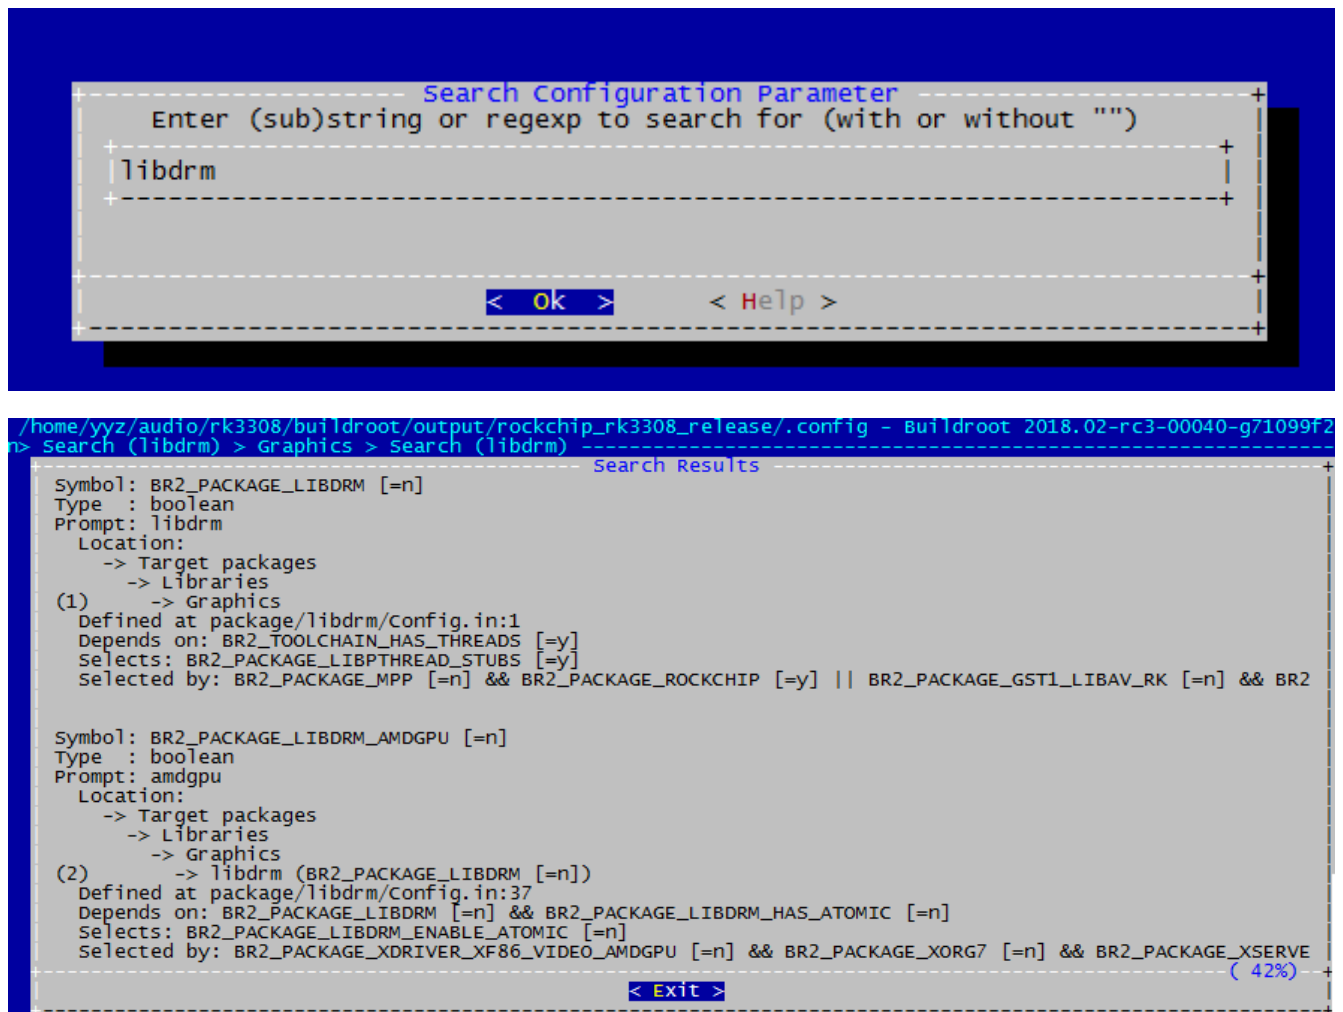 Search Configuration Parameter
Enter (sub)string or regexp to search for (with or without "")
libdrm
< Ok > < Help >
/home/yyz/audio/rk3308/buildroot/output/rockchip_rk3308_release/.config - Buildroot 2018.02-rc3-00040-g71099f2
n> Search (libdrm) > Graphics > Search (libdrm)
Search Results
Symbol: BR2_PACKAGE_LIBDRM [=n]
Type  : boolean
Prompt: libdrm
Location:
-> Target packages
-> Libraries
(1) -> Graphics
Defined at package/libdrm/Config.in:1
Depends on: BR2_TOOLCHAIN_HAS_THREADS [=y]
Selects: BR2_PACKAGE_LIBPTHREAD_STUBS [=y]
Selected by: BR2_PACKAGE_MPP [=n] && BR2_PACKAGE_ROCKCHIP [=y] || BR2_PACKAGE_GST1_LIBAV_RK [=n] && BR2
Symbol: BR2_PACKAGE_LIBDRM_AMDGPU [=n]
Type  : boolean
Prompt: amdgpu
Location:
-> Target packages
-> Libraries
-> Graphics
(2) -> libdrm (BR2_PACKAGE_LIBDRM [=n])
Defined at package/libdrm/Config.in:37
Depends on: BR2_PACKAGE_LIBDRM [=n] && BR2_PACKAGE_LIBDRM_HAS_ATOMIC [=n]
Selects: BR2_PACKAGE_LIBDRM_ENABLE_ATOMIC [=n]
Selected by: BR2_PACKAGE_XDRIVER_XF86_VIDEO_AMDGPU [=n] && BR2_PACKAGE_XORG7 [=n] && BR2_PACKAGE_XSERVE
( 42%)
< Exit >